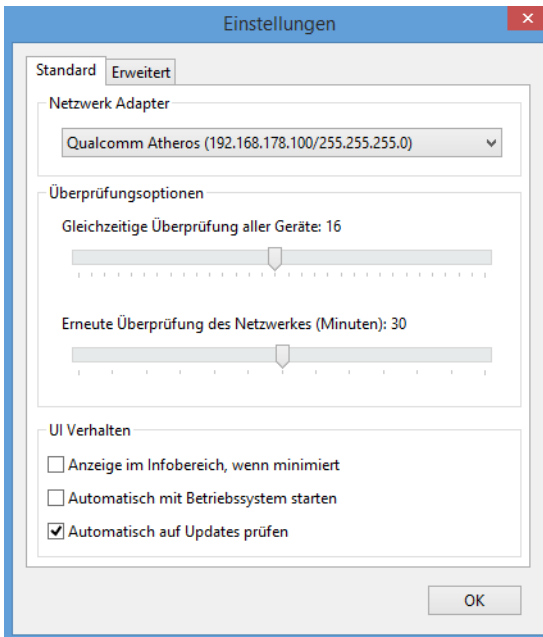 Einstellungen
Standard
Erweitert
Netzwerk Adapter
Qualcomm Atheros (192.168.178.100/255.255.255.0)
Überprüfungsoptionen
Gleichzeitige Überprüfung aller Geräte: 16
Erneute Überprüfung des Netzwerkes (Minuten): 30
UI Verhalten
Anzeige im Infobereich, wenn minimiert
Automatisch mit Betriebssystem starten
Automatisch auf Updates prüfen
OK